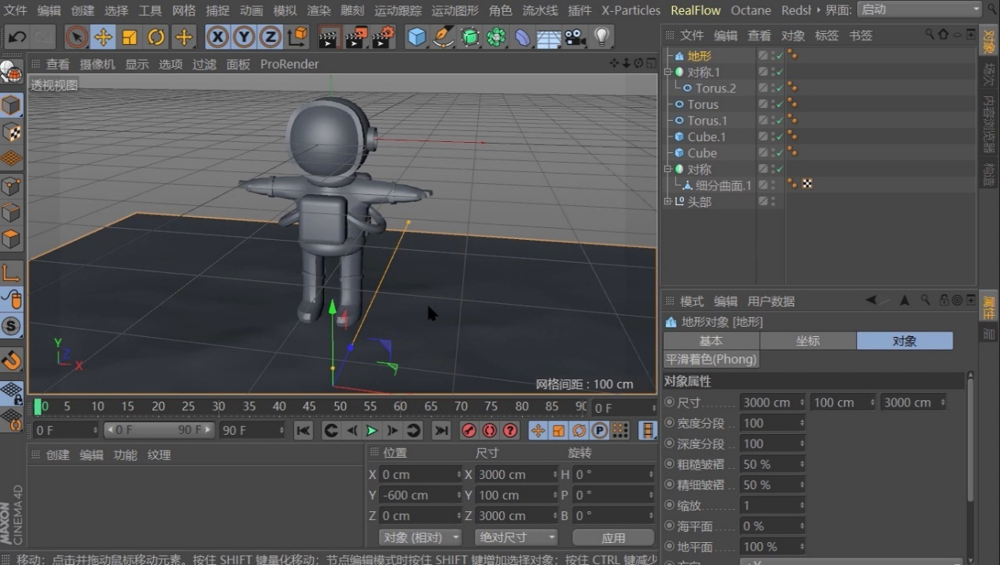 文件 编辑 创建 选择 工具 网格 捕捉 动画 模拟 渲染 雕刻 运动跟踪 运动图形 角色 流水线 插件 X-Particles RealFlow Octane Redsh 界面: 启动
X Y Z
文件 编辑 查看 对象 标签 书签
查看 摄像机 显示 选项 过滤 面板 ProRender
透视视图
地形
对称.1
Torus.2
Torus
Torus.1
Cube.1
Cube
对称
细分曲面.1
头部
对象
场次
内容浏览器
构造
Y
Z
X
网格间距 : 100 cm
模式 编辑 用户数据
地形对象 [地形]
基本 坐标 对象
平滑着色(Phong)
对象属性
尺寸 3000 cm 100 cm 3000 cm
宽度分段 100
深度分段 100
粗糙皱褶 50 %
精细皱褶 50 %
缩放 1
海平面 0 %
地平面 100 %
属性
层
0 5 10 15 20 25 30 35 40 45 50 55 60 65 70 75 80 85 90 0 F
0 F 0 F 90 F 90 F
创建 编辑 功能 纹理
位置 尺寸 旋转
X 0 cm X 3000 cm H 0 °
Y -600 cm Y 100 cm P 0 °
Z 0 cm Z 3000 cm B 0 °
对象 (相对) 绝对尺寸 应用
MAXON CINEMA 4D
移动: 点击并拖动鼠标移动元素。按住 SHIFT 键量化移动; 节点编辑模式时按住 SHIFT 键增加选择对象; 按住 CTRL 键减少